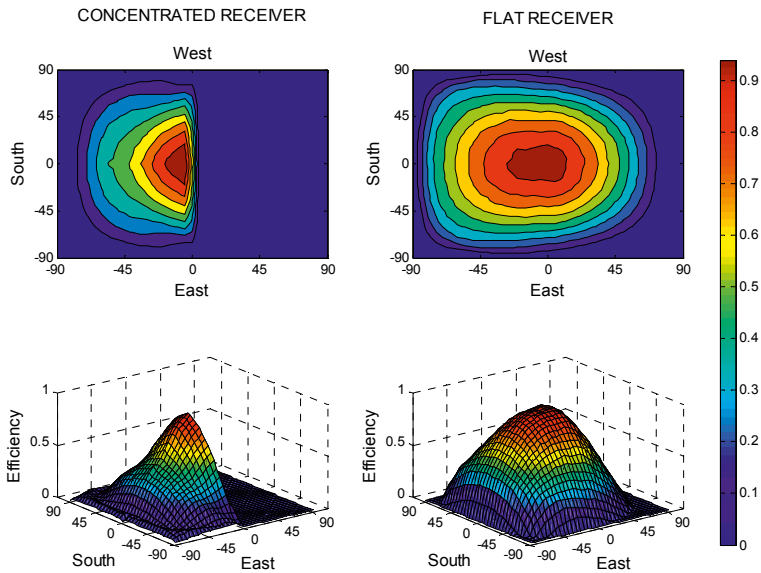 CONCENTRATED RECEIVER
FLAT RECEIVER
West
90
45
0
-45
-90
South
-90 -45 0 45 90
East
West
90
45
0
-45
-90
-90 -45 0 45 90
East
0.9
0.8
0.7
0.6
0.5
0.4
0.3
0.2
0.1
0
1
0.5
0
Efficiency
90 45 0 -45 -90
South
-90 -45 0 45 90
East
1
0.5
0
Efficiency
90 45 0 -45 -90
South
-90 -45 0 45 90
East